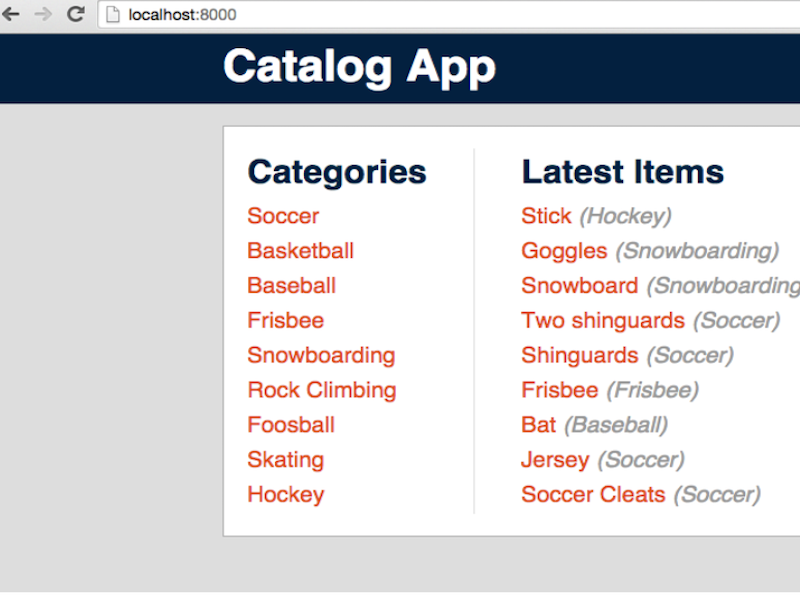 localhost:8000
Catalog App
Categories
Soccer
Basketball
Baseball
Frisbee
Snowboarding
Rock Climbing
Foosball
Skating
Hockey
Latest Items
Stick (Hockey)
Goggles (Snowboarding)
Snowboard (Snowboarding
Two shinguards (Soccer)
Shinguards (Soccer)
Frisbee (Frisbee)
Bat (Baseball)
Jersey (Soccer)
Soccer Cleats (Soccer)